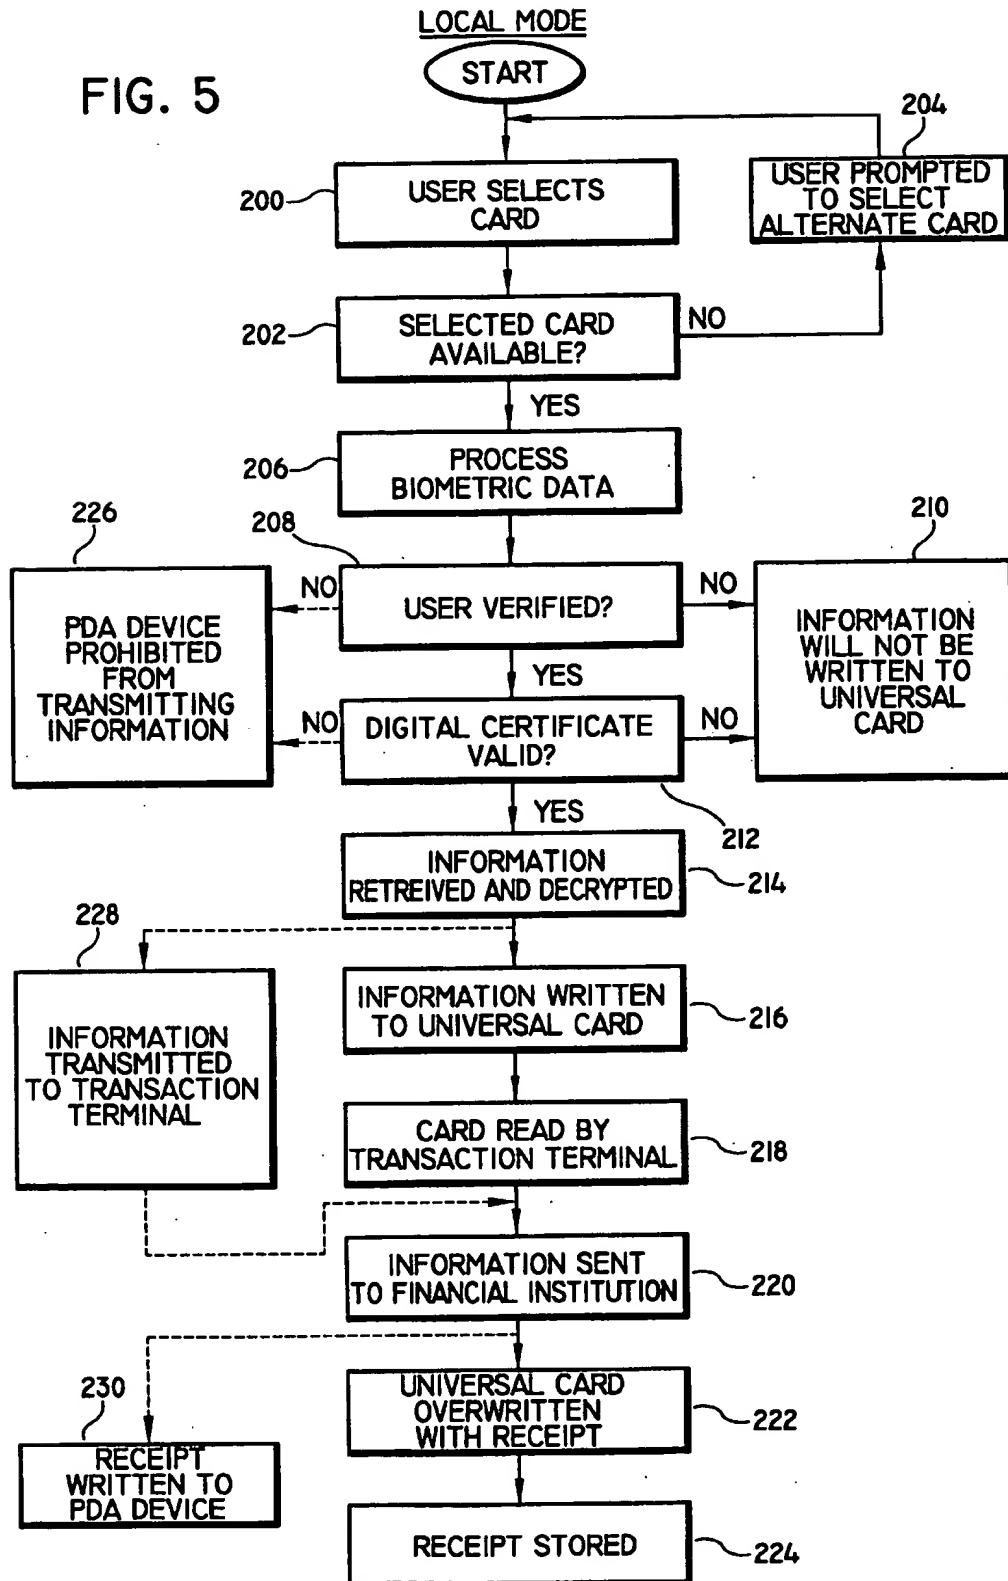 LOCAL MODE
START
FIG. 5
204
USER PROMPTED
TO SELECT
ALTERNATE CARD
200
USER SELECTS
CARD
202
SELECTED CARD
AVAILABLE?
NO
YES
206
PROCESS
BIOMETRIC DATA
226
208
210
NO
USER VERIFIED?
NO
PDA DEVICE
PROHIBITED
FROM
TRANSMITTING
INFORMATION
INFORMATION
WILL NOT BE
WRITTEN TO
UNIVERSAL
CARD
YES
NO
DIGITAL CERTIFICATE
VALID?
NO
YES
212
INFORMATION
RETREIVED AND DECRYPTED
214
228
INFORMATION WRITTEN
TO UNIVERSAL CARD
216
INFORMATION
TRANSMITTED
TO TRANSACTION
TERMINAL
CARD READ BY
TRANSACTION TERMINAL
218
INFORMATION SENT
TO FINANCIAL INSTITUTION
220
230
UNIVERSAL CARD
OVERWRITTEN
WITH RECEIPT
222
RECEIPT
WRITTEN TO
PDA DEVICE
RECEIPT STORED
224